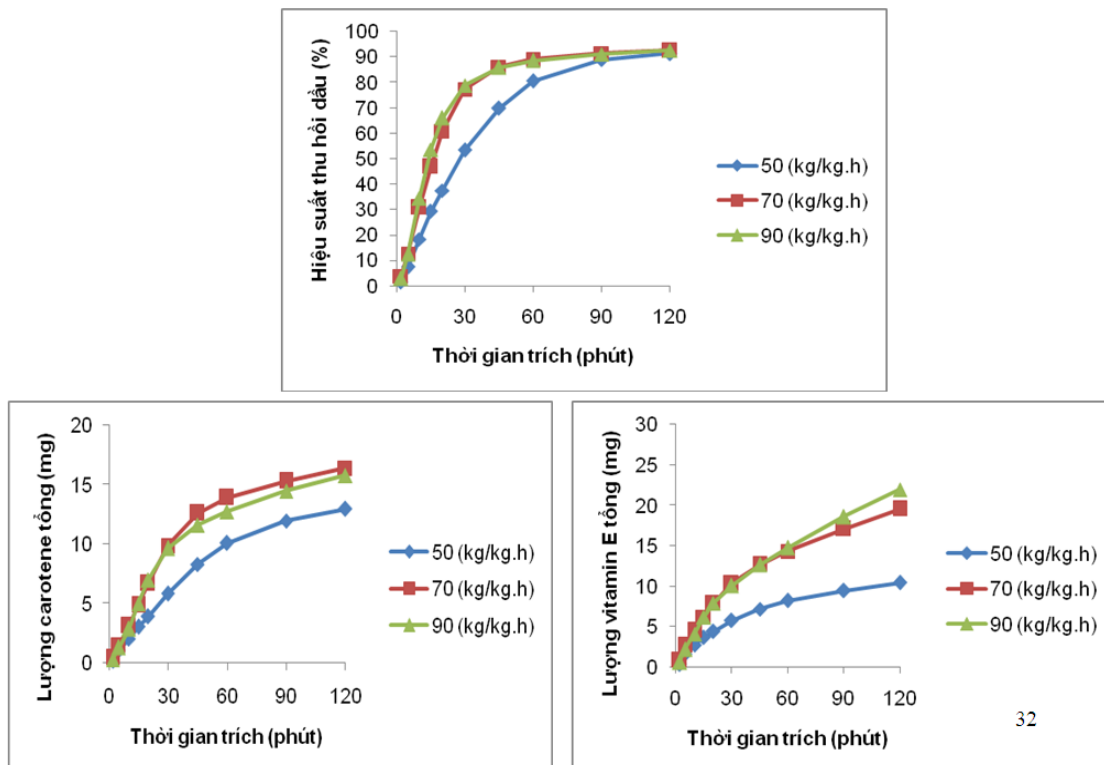 Hiệu suất thu hồi dầu (%)
100
90
80
70
60
50
40
30
20
10
0
0 30 60 90 120
Thời gian trích (phút)
50 (kg/kg.h)
70 (kg/kg.h)
90 (kg/kg.h)
Lượng carotene tổng (mg)
20
15
10
5
0
0 30 60 90 120
Thời gian trích (phút)
50 (kg/kg.h)
70 (kg/kg.h)
90 (kg/kg.h)
Lượng vitamin E tổng (mg)
30
25
20
15
10
5
0
0 30 60 90 120
Thời gian trích (phút)
50 (kg/kg.h)
70 (kg/kg.h)
90 (kg/kg.h)
32